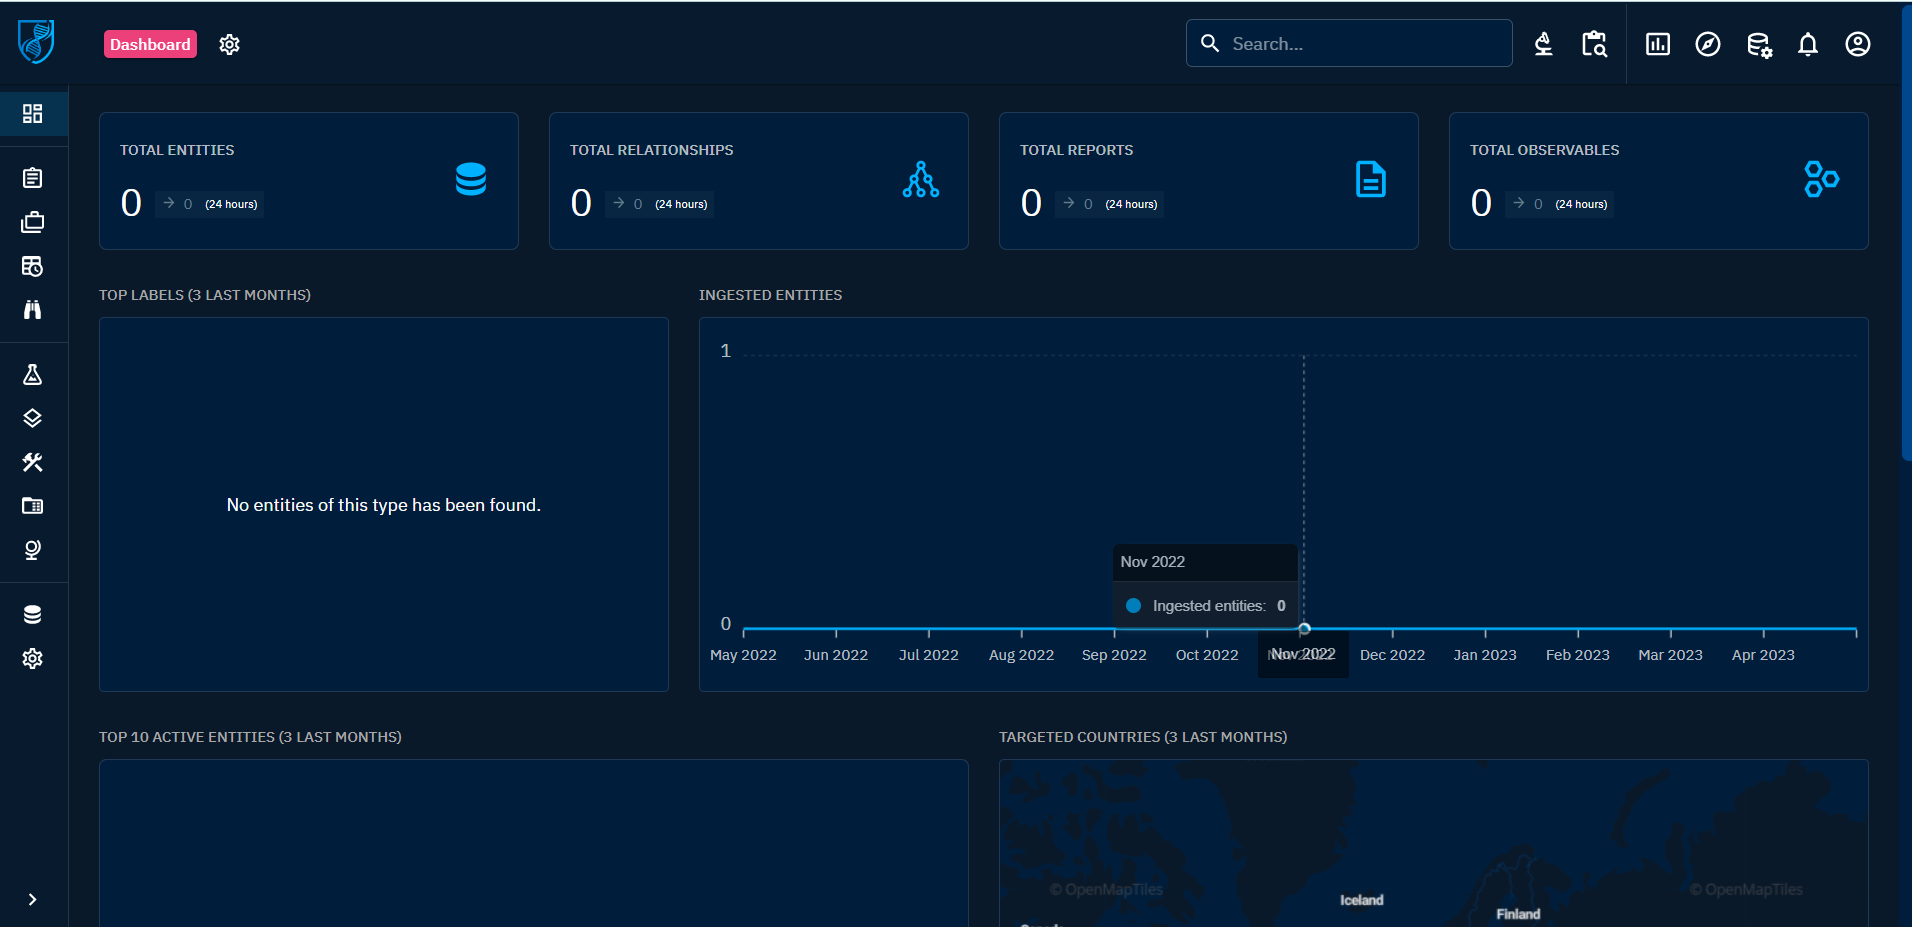 Dashboard
Search...
TOTAL ENTITIES
0 0 (24 hours)
TOTAL RELATIONSHIPS
0 0 (24 hours)
TOTAL REPORTS
0 0 (24 hours)
TOTAL OBSERVABLES
0 0 (24 hours)
TOP LABELS (3 LAST MONTHS)
No entities of this type has been found.
INGESTED ENTITIES
1
Nov 2022
Ingested entities: 0
0
May 2022 Jun 2022 Jul 2022 Aug 2022 Sep 2022 Oct 2022 Nov 2022 Dec 2022 Jan 2023 Feb 2023 Mar 2023 Apr 2023
TOP 10 ACTIVE ENTITIES (3 LAST MONTHS)
TARGETED COUNTRIES (3 LAST MONTHS)
© OpenMapTiles © OpenMapTiles
Iceland
Finland